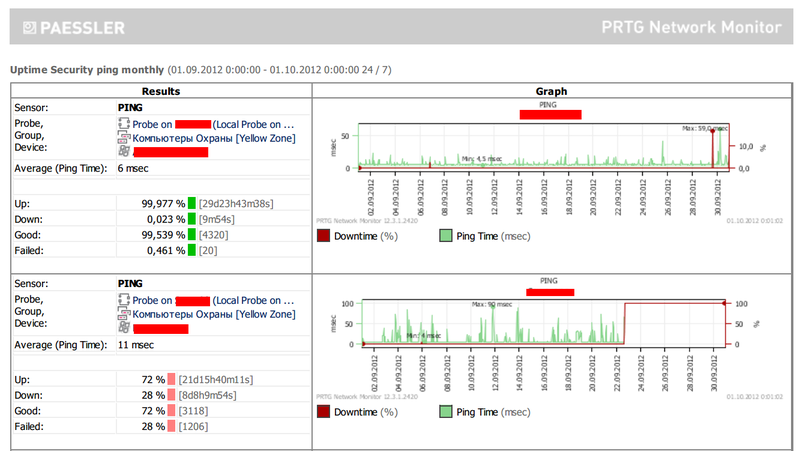 PAESSLER
PRTG Network Monitor
Uptime Security ping monthly (01.09.2012 0:00:00 - 01.10.2012 0:00:00 24 / 7)
Results
Graph
Sensor:
PING
Probe,
Group,
Device:
Probe on (Local Probe on ...
Компьютеры Охраны [Yellow Zone]
Average (Ping Time):
6 msec
Up:
99,977 % [29d23h43m38s]
Down:
0,023 % [9m54s]
Good:
99,539 % [4320]
Failed:
0,461 % [20]
PING
Max: 59,0 msec
Min: 4,5 msec
msec
50
0
10,0
0,0
%
02.09.2012
04.09.2012
06.09.2012
08.09.2012
10.09.2012
12.09.2012
14.09.2012
16.09.2012
18.09.2012
20.09.2012
22.09.2012
24.09.2012
26.09.2012
28.09.2012
30.09.2012
PRTG Network Monitor 12.3.1.2420
01.10.2012 0:01:02
Downtime (%)
Ping Time (msec)
Sensor:
PING
Probe,
Group,
Device:
Probe on (Local Probe on ...
Компьютеры Охраны [Yellow Zone]
Average (Ping Time):
11 msec
Up:
72 % [21d15h40m11s]
Down:
28 % [8d8h9m54s]
Good:
72 % [3118]
Failed:
28 % [1206]
PING
Max: 90 msec
Min: 4 msec
msec
100
50
0
100
50
0
%
02.09.2012
04.09.2012
06.09.2012
08.09.2012
10.09.2012
12.09.2012
14.09.2012
16.09.2012
18.09.2012
20.09.2012
22.09.2012
24.09.2012
26.09.2012
28.09.2012
30.09.2012
PRTG Network Monitor 12.3.1.2420
01.10.2012 0:01:02
Downtime (%)
Ping Time (msec)